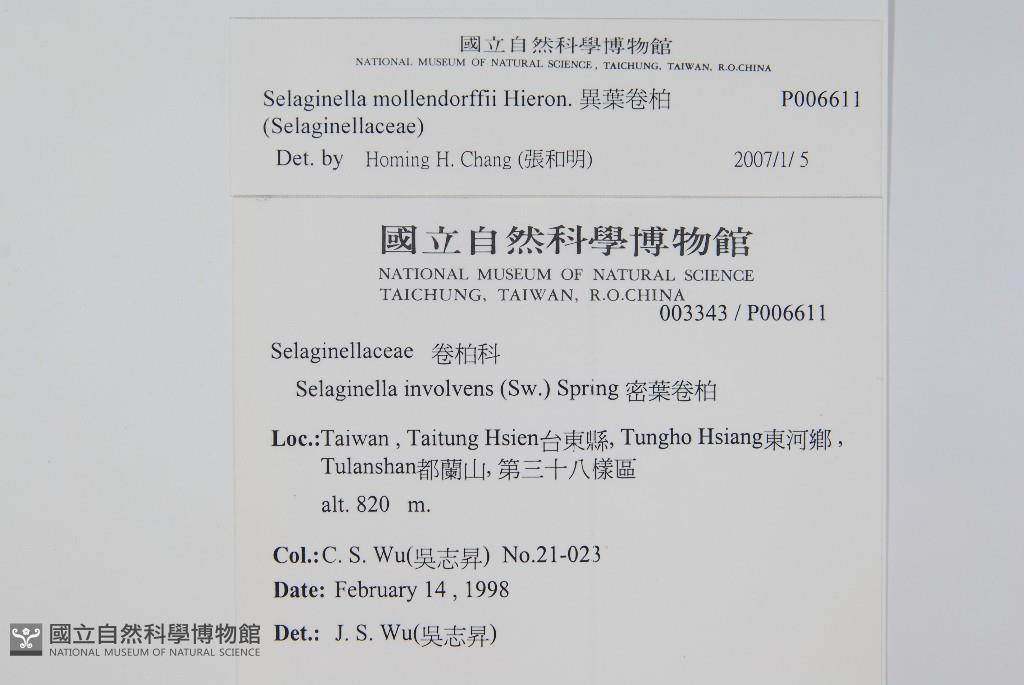 國立自然科學博物館
NATIONAL MUSEUM OF NATURAL SCIENCE, TAICHUNG, TAIWAN, R.O.CHINA
Selaginella mollendorffii Hieron. 異葉卷柏 P006611
(Selaginellaceae)
Det. by Homing H. Chang (張和明) 2007/1/ 5
國立自然科學博物館
NATIONAL MUSEUM OF NATURAL SCIENCE
TAICHUNG, TAIWAN, R.O.CHINA
003343 / P006611
Selaginellaceae 卷柏科
Selaginella involvens (Sw.) Spring 密葉卷柏
Loc.:Taiwan , Taitung Hsien台東縣, Tungho Hsiang東河鄉 ,
Tulanshan都蘭山, 第三十八樣區
alt. 820 m.
Col.:C. S. Wu(吳志昇) No.21-023
Date: February 14 , 1998
Det.: J. S. Wu(吳志昇)
國立自然科學博物館
NATIONAL MUSEUM OF NATURAL SCIENCE